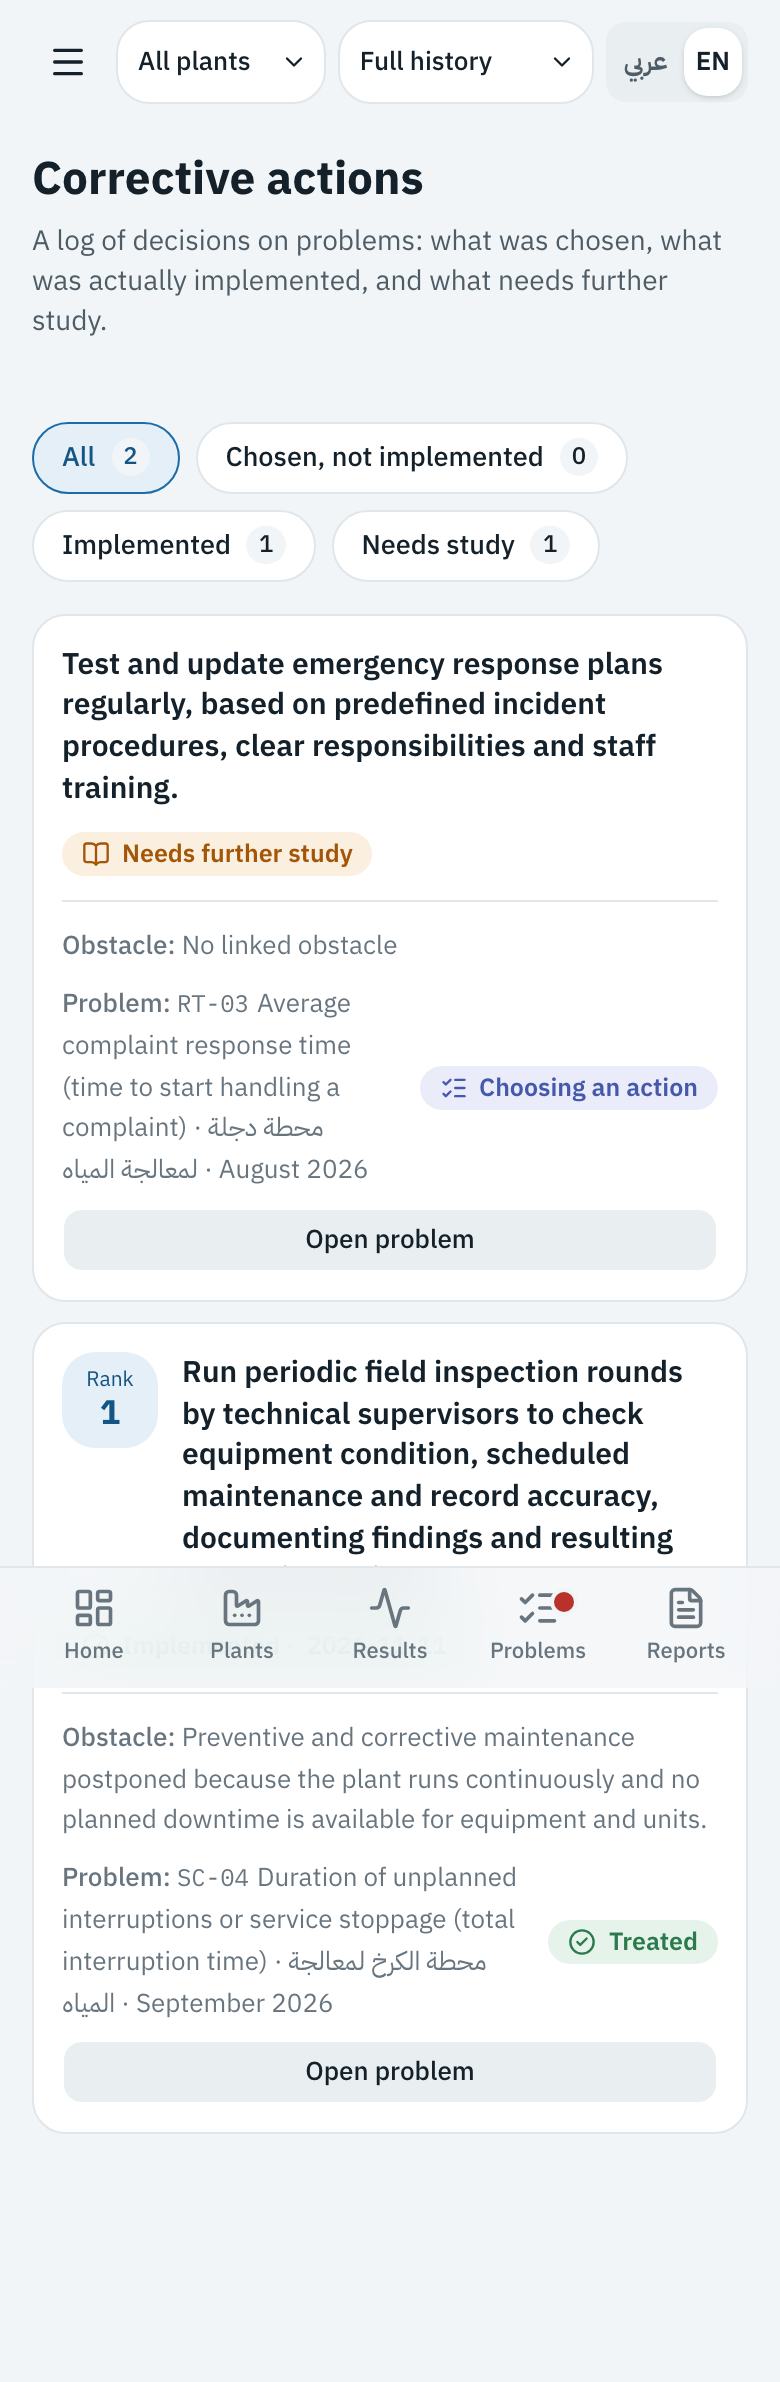 All plants
Full history
عربي
EN
Corrective actions
A log of decisions on problems: what was chosen, what
was actually implemented, and what needs further
study.
All 2
Chosen, not implemented 0
Implemented 1
Needs study 1
Test and update emergency response plans
regularly, based on predefined incident
procedures, clear responsibilities and staff
training.
Needs further study
Obstacle: No linked obstacle
Problem: RT-03 Average
complaint response time
(time to start handling a
complaint) · محطة دجلة
لمعالجة المياه · August 2026
Choosing an action
Open problem
Rank
1
Run periodic field inspection rounds
by technical supervisors to check
equipment condition, scheduled
maintenance and record accuracy,
documenting findings and resulting
Home
Plants
Results
Problems
Reports
Obstacle: Preventive and corrective maintenance
postponed because the plant runs continuously and no
planned downtime is available for equipment and units.
Problem: SC-04 Duration of unplanned
interruptions or service stoppage (total
interruption time) · محطة الكرخ لمعالجة
المياه · September 2026
Treated
Open problem